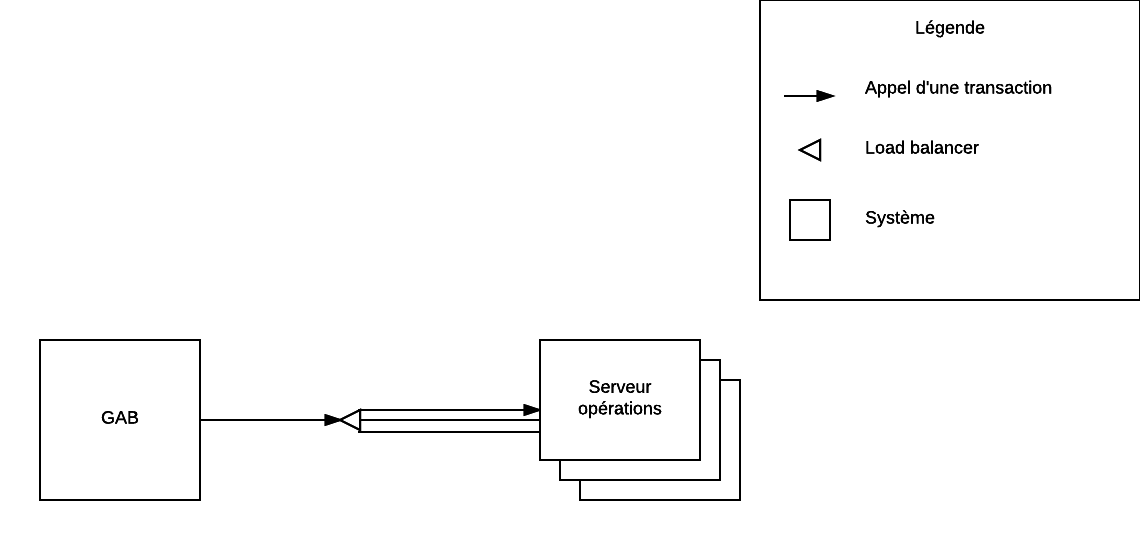 Légende
Appel d'une transaction
Load balancer
Système
GAB
Serveur
opérations